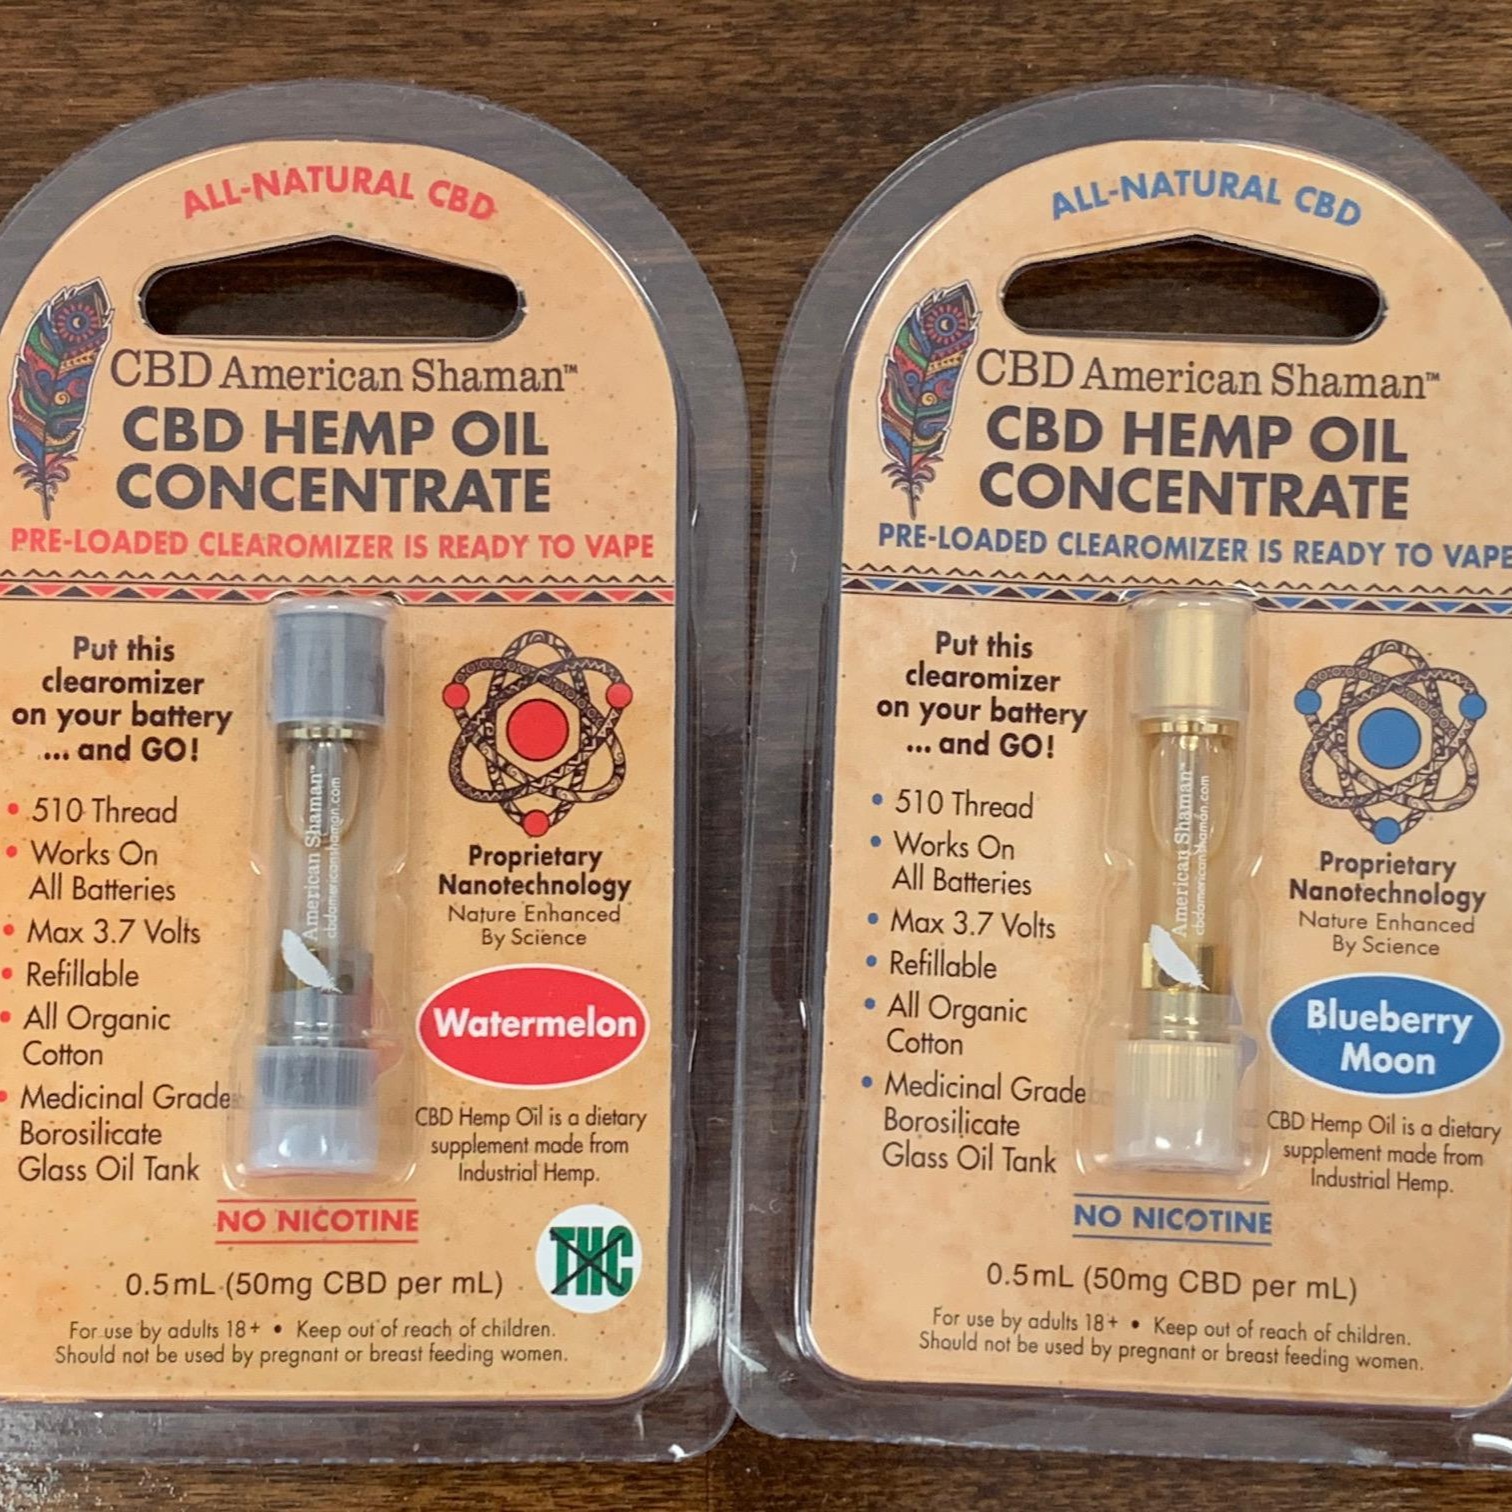 ALL-NATURAL CBD
CBD American Shaman™
CBD HEMP OIL
CONCENTRATE
PRE-LOADED CLEAROMIZER IS READY TO VAPE
Put this
clearomizer
on your battery
... and GO!
• 510 Thread
• Works On
All Batteries
• Max 3.7 Volts
• Refillable
• All Organic
Cotton
• Medicinal Grade
Borosilicate
Glass Oil Tank
American Shaman™
cbdamericanshaman.com
Proprietary
Nanotechnology
Nature Enhanced
By Science
Watermelon
CBD Hemp Oil is a dietary
supplement made from
Industrial Hemp.
NO NICOTINE
THC
0.5mL (50mg CBD per mL)
For use by adults 18+ • Keep out of reach of children.
Should not be used by pregnant or breast feeding women.
ALL-NATURAL CBD
CBD American Shaman™
CBD HEMP OIL
CONCENTRATE
PRE-LOADED CLEAROMIZER IS READY TO VAPE
Put this
clearomizer
on your battery
... and GO!
• 510 Thread
• Works On
All Batteries
• Max 3.7 Volts
• Refillable
• All Organic
Cotton
• Medicinal Grade
Borosilicate
Glass Oil Tank
American Shaman™
cbdamericanshaman.com
Proprietary
Nanotechnology
Nature Enhanced
By Science
Blueberry
Moon
CBD Hemp Oil is a dietary
supplement made from
Industrial Hemp.
NO NICOTINE
0.5mL (50mg CBD per mL)
For use by adults 18+ • Keep out of reach of children.
Should not be used by pregnant or breast feeding women.